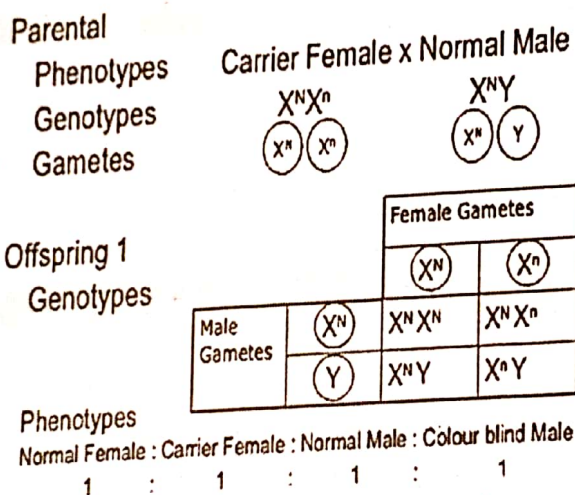 Parental
Phenotypes Carrier Female x Normal Male
Genotypes XᴺXⁿ XᴺY
Gametes Xᴺ Xⁿ Xᴺ Y
Female Gametes
Offspring 1
Xᴺ Xⁿ
Genotypes
Male Gametes Xᴺ XᴺXᴺ XᴺXⁿ
Y XᴺY XⁿY
Phenotypes
Normal Female : Carrier Female : Normal Male : Colour blind Male
1 : 1 : 1 : 1